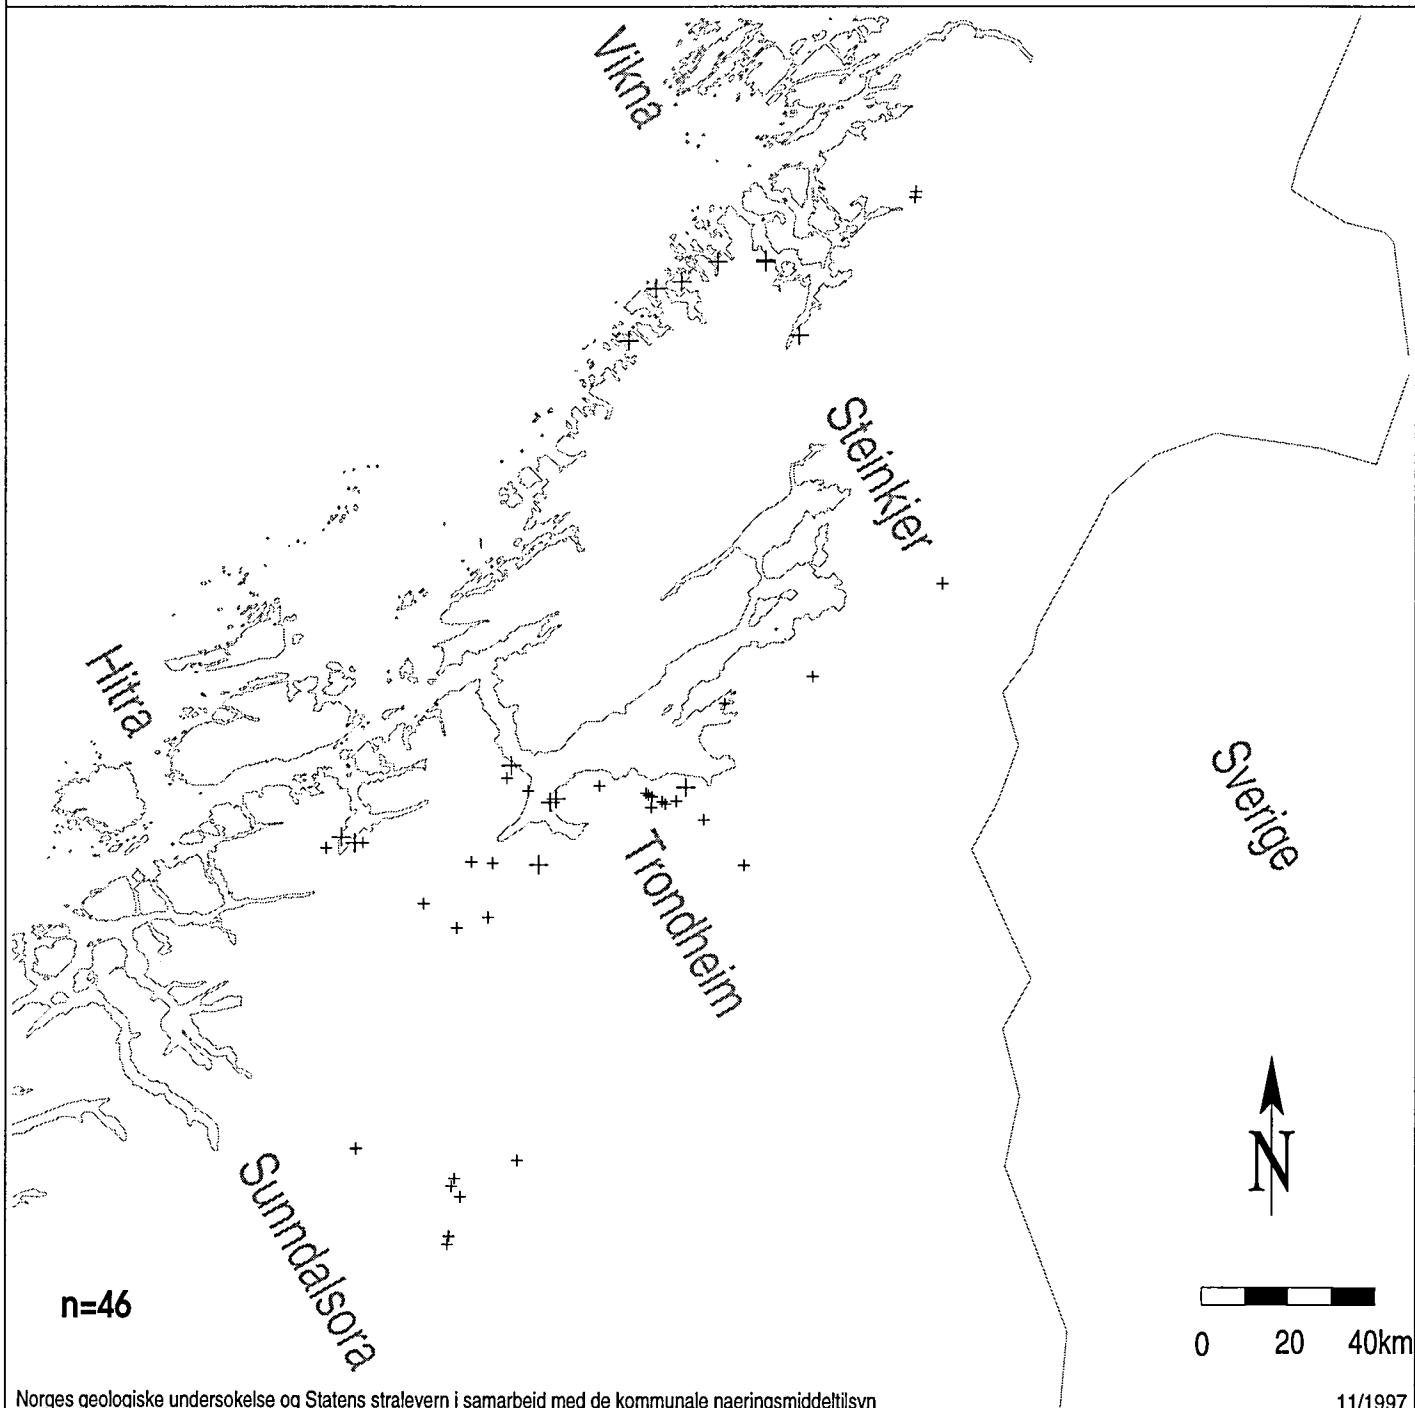 Vikna
Steinkjer
Hitra
Sverige
Trondheim
N
Sunndalsora
n=46
0 20 40km
Norges geologiske undersokelse og Statens stralevern i samarbeid med de kommunale naeringsmiddeltilsyn
11/1997